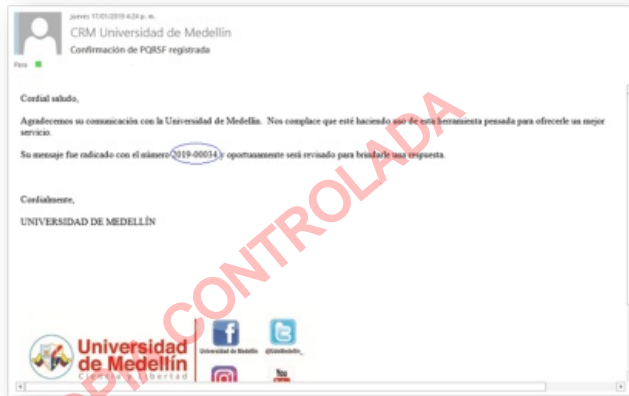 jueves 17/01/2019 4:24 p. m.
CRM Universidad de Medellín
Confirmación de PQRSF registrada
Para
Cordial saludo,
Agradecemos su comunicación con la Universidad de Medellín. Nos complace que esté haciendo uso de esta herramienta pensada para ofrecerle un mejor
servicio.
Su mensaje fue radicado con el número 2019-00034 y oportunamente será revisado para brindarle una respuesta.
Cordialmente,
UNIVERSIDAD DE MEDELLÍN
COPIA CONTROLADA
Universidad
de Medellín
Ciencia y Libertad
Universidad de Medellín
@UdeMedellin_
You